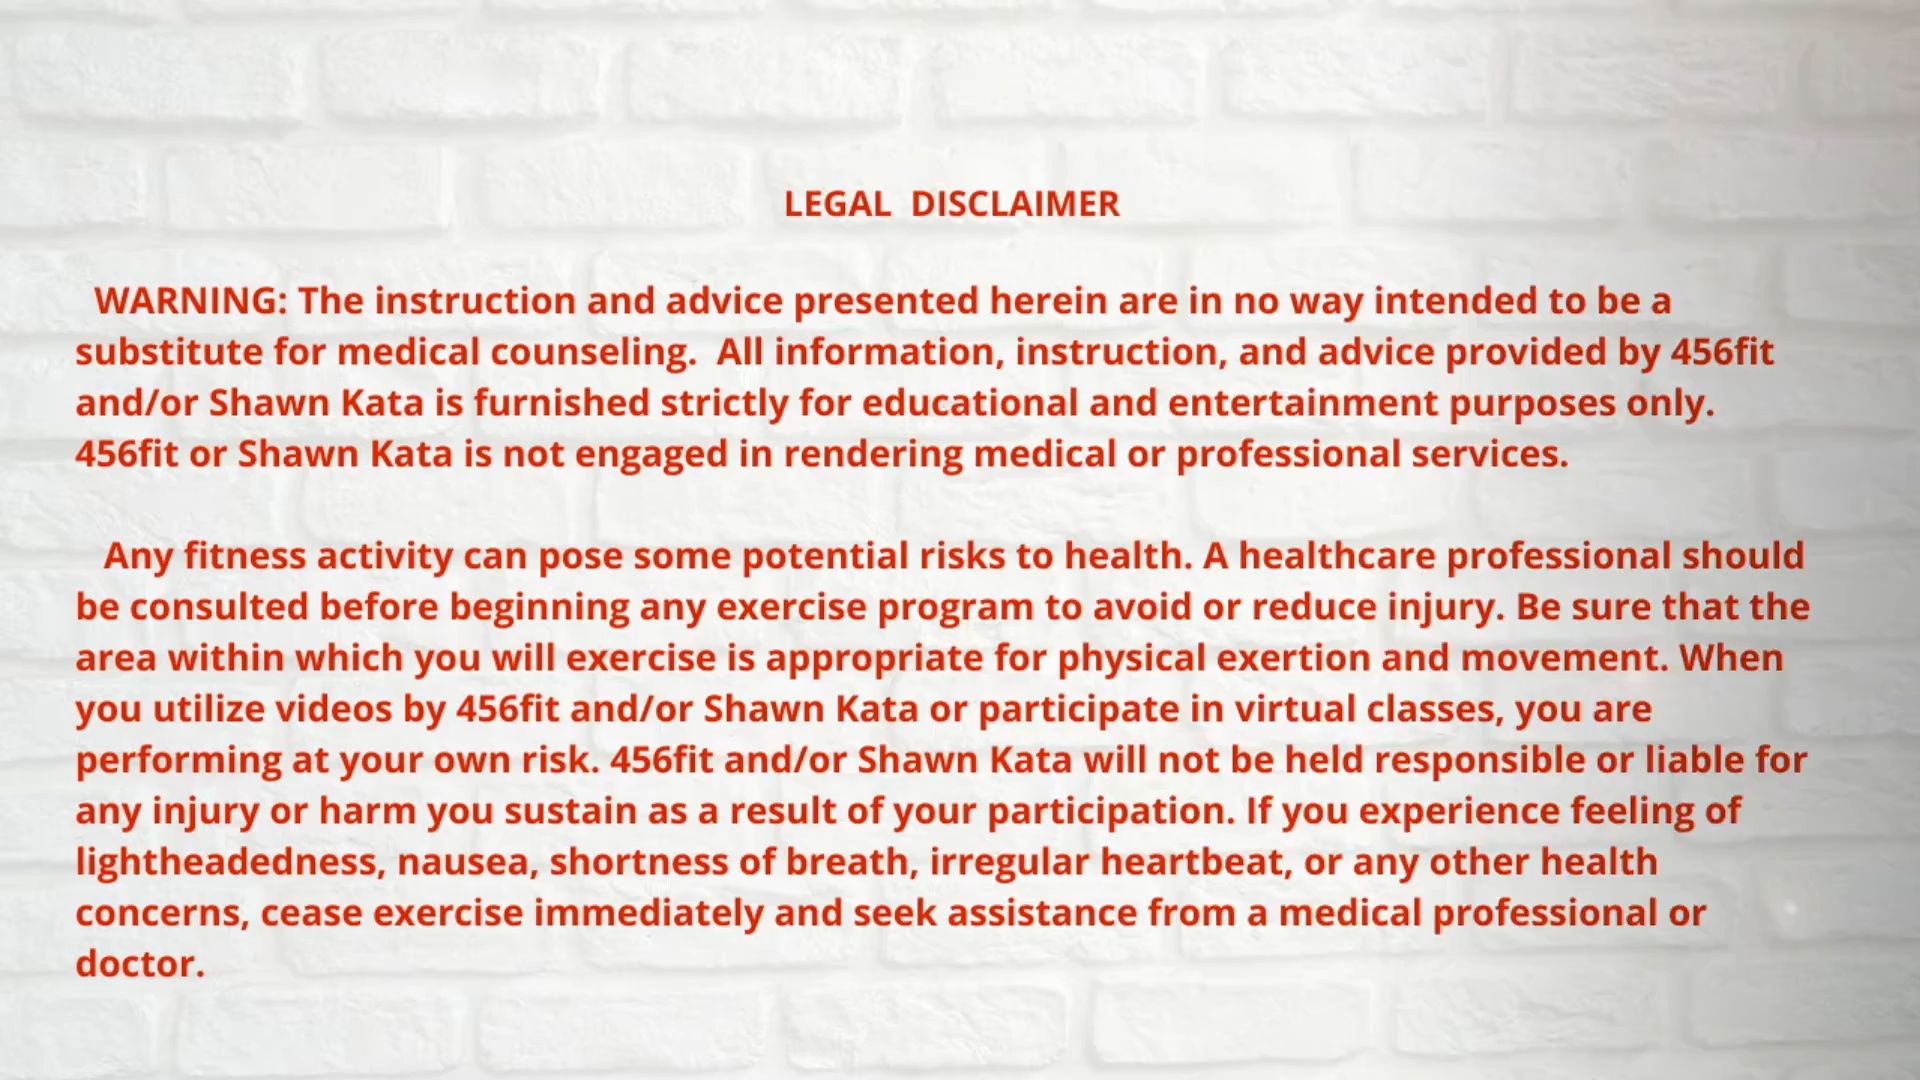 LEGAL DISCLAIMER
WARNING: The instruction and advice presented herein are in no way intended to be a
substitute for medical counseling. All information, instruction, and advice provided by 456fit
and/or Shawn Kata is furnished strictly for educational and entertainment purposes only.
456fit or Shawn Kata is not engaged in rendering medical or professional services.
Any fitness activity can pose some potential risks to health. A healthcare professional should
be consulted before beginning any exercise program to avoid or reduce injury. Be sure that the
area within which you will exercise is appropriate for physical exertion and movement. When
you utilize videos by 456fit and/or Shawn Kata or participate in virtual classes, you are
performing at your own risk. 456fit and/or Shawn Kata will not be held responsible or liable for
any injury or harm you sustain as a result of your participation. If you experience feeling of
lightheadedness, nausea, shortness of breath, irregular heartbeat, or any other health
concerns, cease exercise immediately and seek assistance from a medical professional or
doctor.